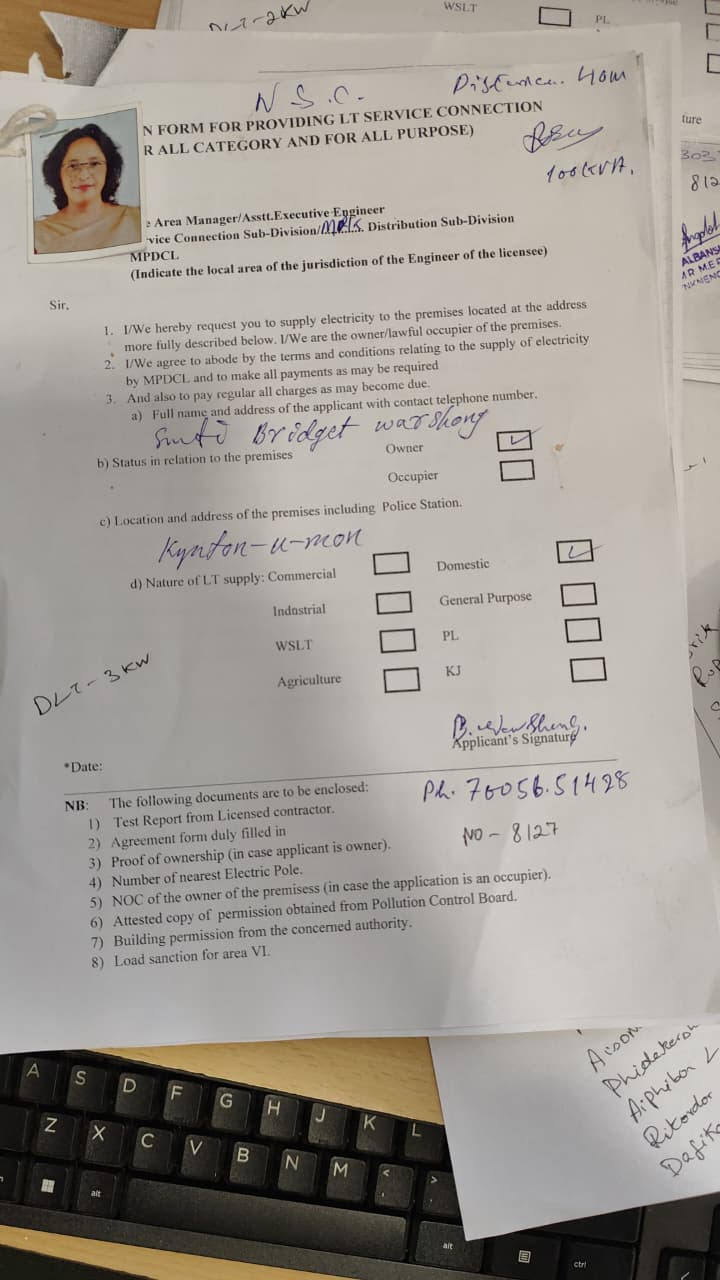 DLT-2KW
WSLT
PL
N S.C.
Distance. 40m
N FORM FOR PROVIDING LT SERVICE CONNECTION
R ALL CATEGORY AND FOR ALL PURPOSE)
100 KVA.
e Area Manager/Asstt.Executive Engineer
vice Connection Sub-Division/ Distribution Sub-Division
MPDCL
(Indicate the local area of the jurisdiction of the Engineer of the licensee)
Sir,
1. I/We hereby request you to supply electricity to the premises located at the address
more fully described below. I/We are the owner/lawful occupier of the premises.
2. I/We agree to abode by the terms and conditions relating to the supply of electricity
by MPDCL and to make all payments as may be required
3. And also to pay regular all charges as may become due.
a) Full name and address of the applicant with contact telephone number.
Smti Bridget warshong
b) Status in relation to the premises Owner
Occupier
c) Location and address of the premises including Police Station.
Kynton-u-mon
d) Nature of LT supply: Commercial Domestic
Industrial General Purpose
WSLT PL
Agriculture KJ
DLT-3KW
Applicant's Signature
*Date:
NB: The following documents are to be enclosed:
Ph. 76056.51428
1) Test Report from Licensed contractor.
2) Agreement form duly filled in
NO - 8127
3) Proof of ownership (in case applicant is owner).
4) Number of nearest Electric Pole.
5) NOC of the owner of the premisess (in case the application is an occupier).
6) Attested copy of permission obtained from Pollution Control Board.
7) Building permission from the concerned authority.
8) Load sanction for area VI.
ture
812
Aiphiban L
Rikordor
A S D F G H J K L
Z X C V B N M < >
alt
alt
ctrl